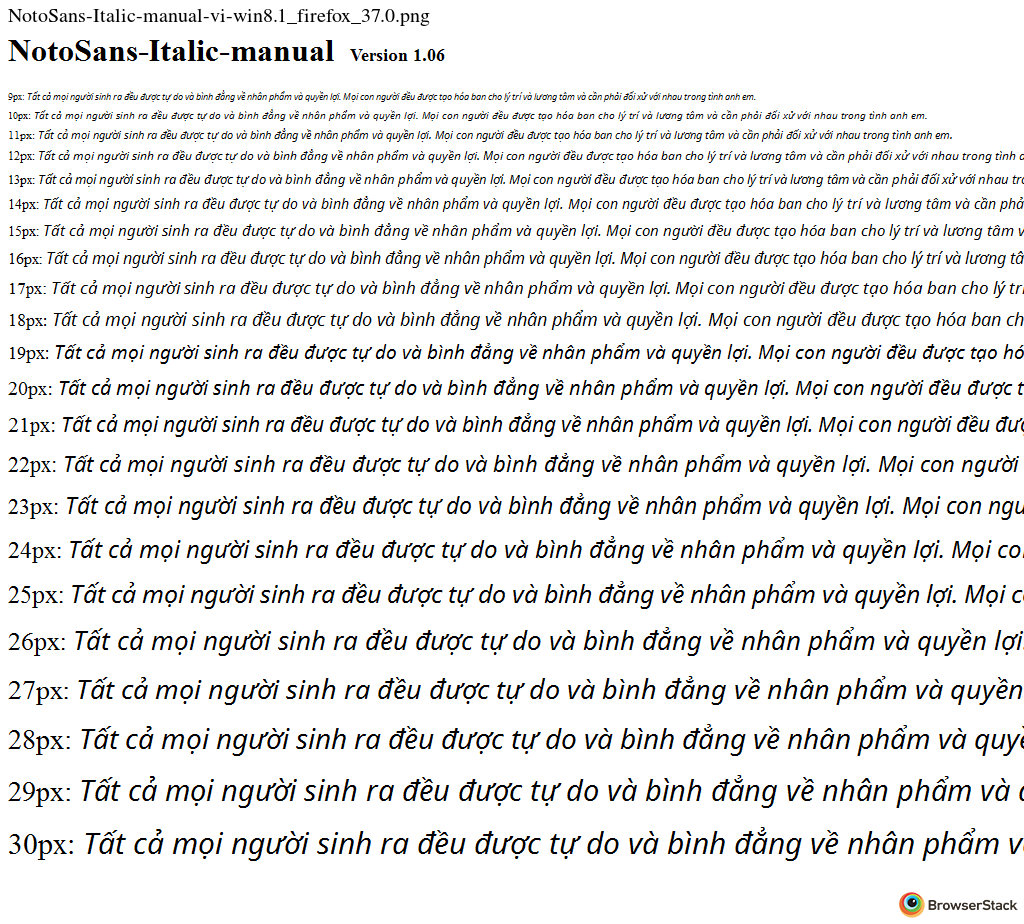 NotoSans-Italic-manual-vi-win8.1_firefox_37.0.png
NotoSans-Italic-manual Version 1.06
9px: Tất cả mọi người sinh ra đều được tự do và bình đẳng về nhân phẩm và quyền lợi. Mọi con người đều được tạo hóa ban cho lý trí và lương tâm và cần phải đối xử với nhau trong tình anh em.
10px: Tất cả mọi người sinh ra đều được tự do và bình đẳng về nhân phẩm và quyền lợi. Mọi con người đều được tạo hóa ban cho lý trí và lương tâm và cần phải đối xử với nhau trong tình anh em.
11px: Tất cả mọi người sinh ra đều được tự do và bình đẳng về nhân phẩm và quyền lợi. Mọi con người đều được tạo hóa ban cho lý trí và lương tâm và cần phải đối xử với nhau trong tình anh em.
12px: Tất cả mọi người sinh ra đều được tự do và bình đẳng về nhân phẩm và quyền lợi. Mọi con người đều được tạo hóa ban cho lý trí và lương tâm và cần phải đối xử với nhau trong tình a
13px: Tất cả mọi người sinh ra đều được tự do và bình đẳng về nhân phẩm và quyền lợi. Mọi con người đều được tạo hóa ban cho lý trí và lương tâm và cần phải đối xử với nhau tr
14px: Tất cả mọi người sinh ra đều được tự do và bình đẳng về nhân phẩm và quyền lợi. Mọi con người đều được tạo hóa ban cho lý trí và lương tâm và cần phả
15px: Tất cả mọi người sinh ra đều được tự do và bình đẳng về nhân phẩm và quyền lợi. Mọi con người đều được tạo hóa ban cho lý trí và lương tâm v
16px: Tất cả mọi người sinh ra đều được tự do và bình đẳng về nhân phẩm và quyền lợi. Mọi con người đều được tạo hóa ban cho lý trí và lương tâ
17px: Tất cả mọi người sinh ra đều được tự do và bình đẳng về nhân phẩm và quyền lợi. Mọi con người đều được tạo hóa ban cho lý trí
18px: Tất cả mọi người sinh ra đều được tự do và bình đẳng về nhân phẩm và quyền lợi. Mọi con người đều được tạo hóa ban ch
19px: Tất cả mọi người sinh ra đều được tự do và bình đẳng về nhân phẩm và quyền lợi. Mọi con người đều được tạo hó
20px: Tất cả mọi người sinh ra đều được tự do và bình đẳng về nhân phẩm và quyền lợi. Mọi con người đều được t
21px: Tất cả mọi người sinh ra đều được tự do và bình đẳng về nhân phẩm và quyền lợi. Mọi con người đều đượ
22px: Tất cả mọi người sinh ra đều được tự do và bình đẳng về nhân phẩm và quyền lợi. Mọi con người
23px: Tất cả mọi người sinh ra đều được tự do và bình đẳng về nhân phẩm và quyền lợi. Mọi con ngư
24px: Tất cả mọi người sinh ra đều được tự do và bình đẳng về nhân phẩm và quyền lợi. Mọi co
25px: Tất cả mọi người sinh ra đều được tự do và bình đẳng về nhân phẩm và quyền lợi. Mọi c
26px: Tất cả mọi người sinh ra đều được tự do và bình đẳng về nhân phẩm và quyền lợi.
27px: Tất cả mọi người sinh ra đều được tự do và bình đẳng về nhân phẩm và quyền
28px: Tất cả mọi người sinh ra đều được tự do và bình đẳng về nhân phẩm và quyề
29px: Tất cả mọi người sinh ra đều được tự do và bình đẳng về nhân phẩm và
30px: Tất cả mọi người sinh ra đều được tự do và bình đẳng về nhân phẩm v
BrowserStack